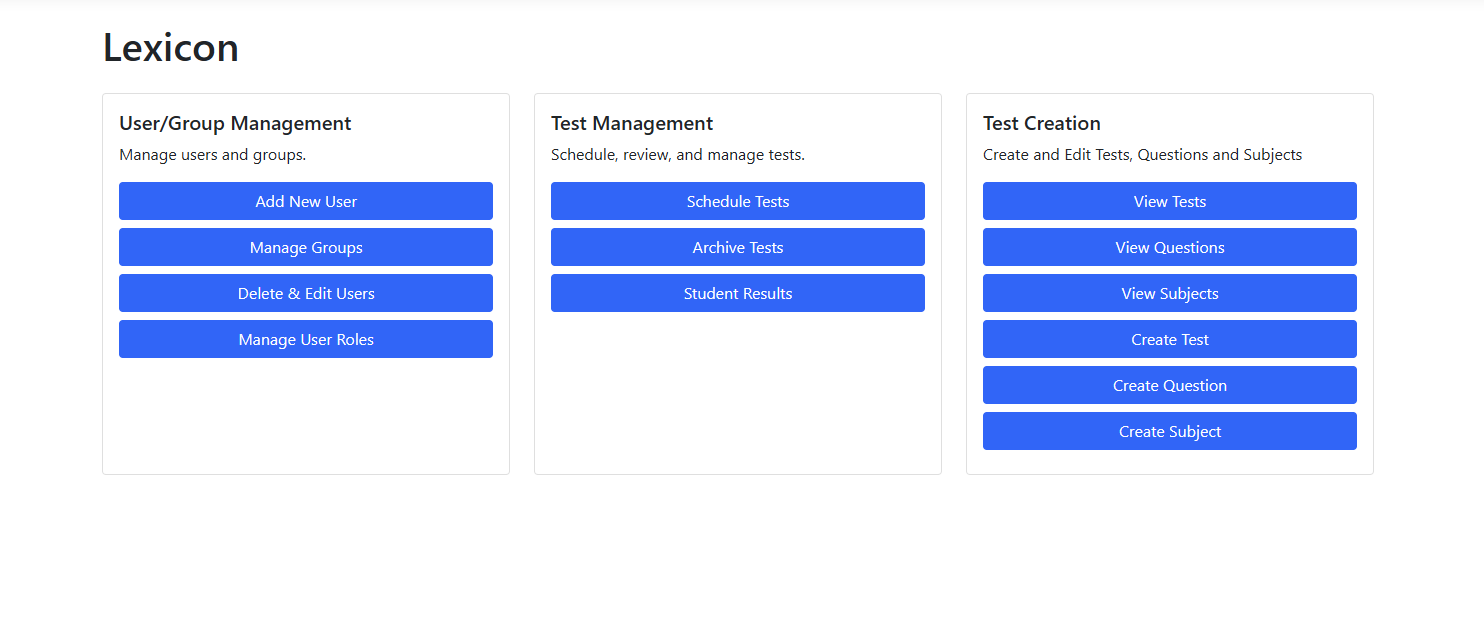 Lexicon
User/Group Management
Manage users and groups.
Add New User
Manage Groups
Delete & Edit Users
Manage User Roles
Test Management
Schedule, review, and manage tests.
Schedule Tests
Archive Tests
Student Results
Test Creation
Create and Edit Tests, Questions and Subjects
View Tests
View Questions
View Subjects
Create Test
Create Question
Create Subject